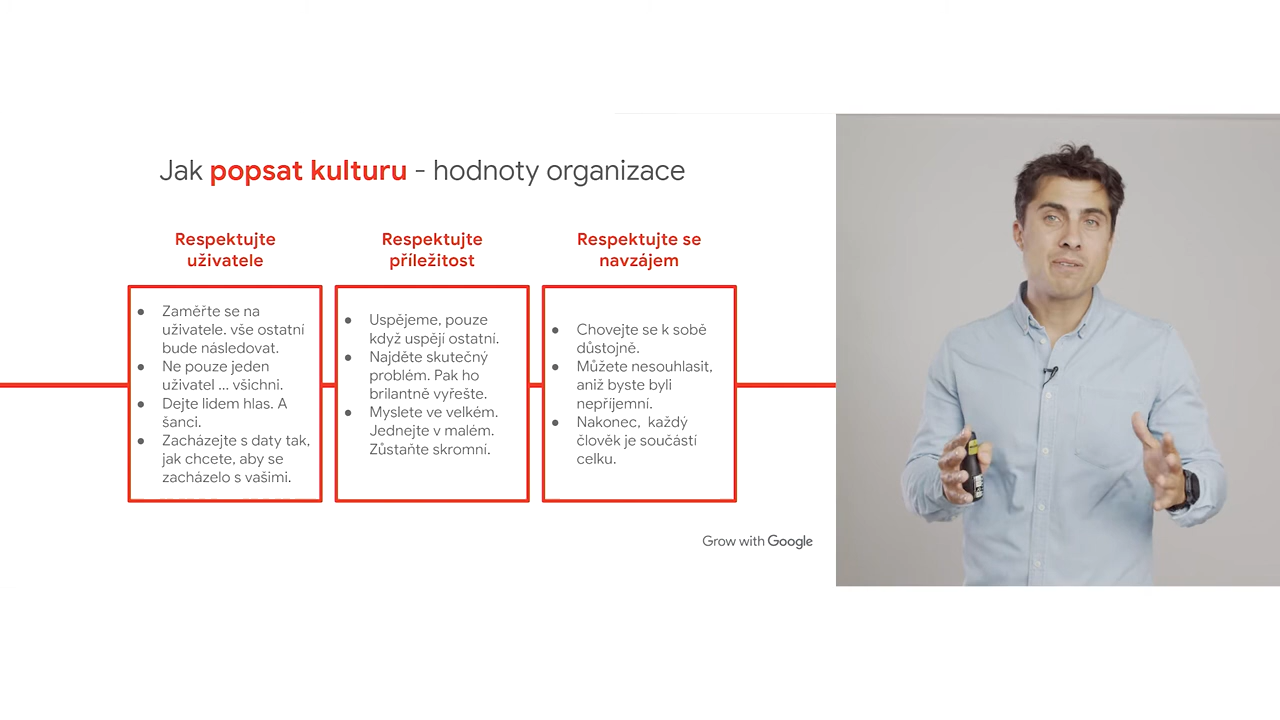 Jak popsat kulturu - hodnoty organizace
Respektujte
uživatele
Zaměřte se na
uživatele. vše ostatní
bude následovat.
Ne pouze jeden
uživatel ... všichni.
Dejte lidem hlas. A
šanci.
Zacházejte s daty tak,
jak chcete, aby se
zacházelo s vašimi.
Respektujte
příležitost
Uspějeme, pouze
když uspějí ostatní.
Najděte skutečný
problém. Pak ho
brilantně vyřešte.
Myslete ve velkém.
Jednejte v malém.
Zůstaňte skromní.
Respektujte se
navzájem
Chovejte se k sobě
důstojně.
Můžete nesouhlasit,
aniž byste byli
nepříjemní.
Nakonec, každý
člověk je součástí
celku.
Grow with Google